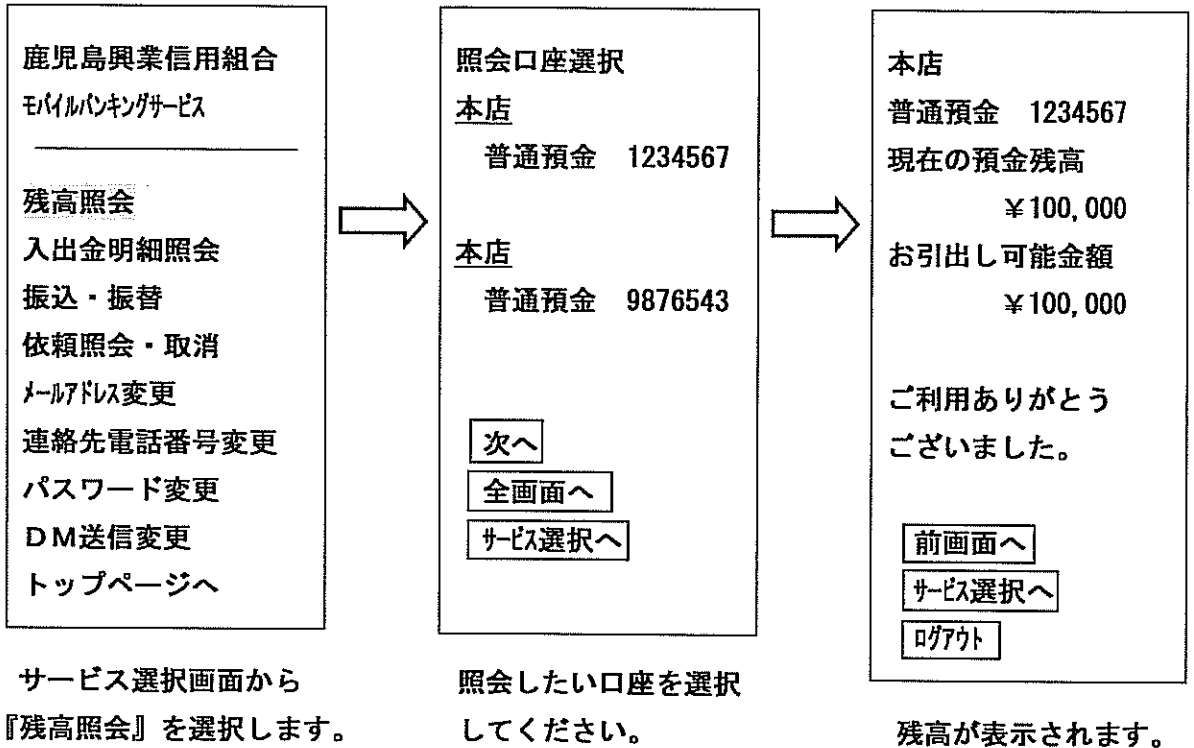 鹿児島興業信用組合
ﾓﾊﾞｲﾙﾊﾞﾝｷﾝｸﾞｻｰﾋﾞｽ
残高照会
入出金明細照会
振込・振替
依頼照会・取消
ﾒｰﾙｱﾄﾞﾚｽ変更
連絡先電話番号変更
パスワード変更
ＤＭ送信変更
トップページへ
サービス選択画面から
『残高照会』を選択します。
照会口座選択
本店
普通預金 1234567
本店
普通預金 9876543
次へ
全画面へ
ｻｰﾋﾞｽ選択へ
照会したい口座を選択
してください。
本店
普通預金 1234567
現在の預金残高
￥100,000
お引出し可能金額
￥100,000
ご利用ありがとう
ございました。
前画面へ
ｻｰﾋﾞｽ選択へ
ﾛｸﾞｱｳﾄ
残高が表示されます。